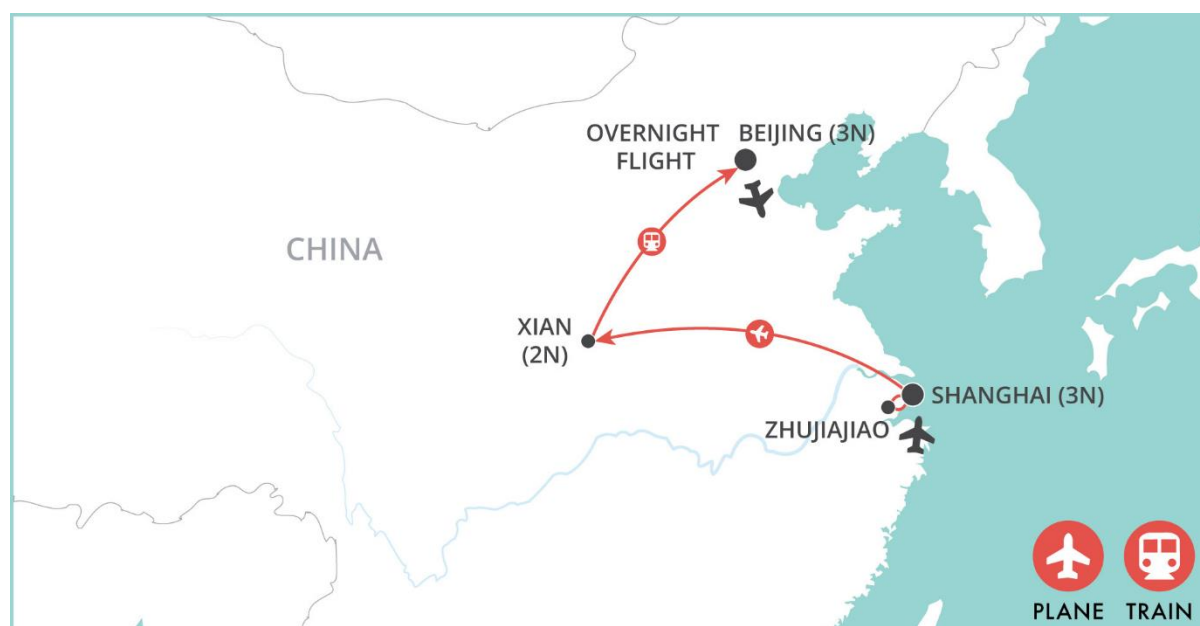 OVERNIGHT
FLIGHT
BEIJING (3N)
CHINA
XIAN
(2N)
SHANGHAI (3N)
ZHUJIAJIAO
PLANE
TRAIN